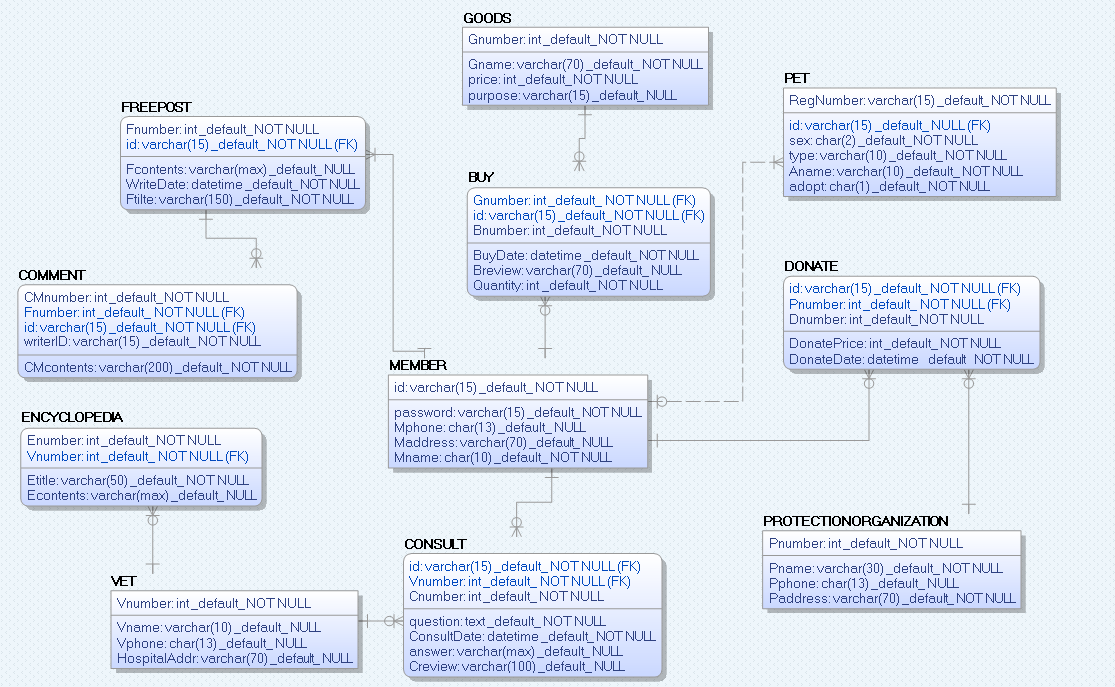 GOODS
Gnumber:int_default_NOT NULL
Gname:varchar(70)_default_NOT NULL
price:int_default_NOT NULL
purpose:varchar(15)_default_NULL
PET
RegNumber:varchar(15)_default_NOT NULL
id:varchar(15)_default_NULL(FK)
sex:char(2)_default_NOT NULL
type:varchar(10)_default_NOT NULL
Aname:varchar(10)_default_NOT NULL
adopt:char(1)_default_NOT NULL
FREEPOST
Fnumber:int_default_NOT NULL
id:varchar(15)_default_NOT NULL(FK)
Fcontents:varchar(max)_default_NULL
WriteDate:datetime_default_NOT NULL
Ftilte:varchar(150)_default_NOT NULL
BUY
Gnumber:int_default_NOT NULL(FK)
id:varchar(15)_default_NOT NULL(FK)
Bnumber:int_default_NOT NULL
BuyDate:datetime_default_NOT NULL
Breview:varchar(70)_default_NULL
Quantity:int_default_NOT NULL
DONATE
id:varchar(15)_default_NOT NULL(FK)
Pnumber:int_default_NOT NULL(FK)
Dnumber:int_default_NOT NULL
DonatePrice:int_default_NOT NULL
DonateDate:datetime_default_NOT NULL
COMMENT
CMnumber:int_default_NOT NULL
Fnumber:int_default_NOT NULL(FK)
id:varchar(15)_default_NOT NULL(FK)
writerID:varchar(15)_default_NOT NULL
CMcontents:varchar(200)_default_NOT NULL
MEMBER
id:varchar(15)_default_NOT NULL
password:varchar(15)_default_NOT NULL
Mphone:char(13)_default_NULL
Maddress:varchar(70)_default_NULL
Mname:char(10)_default_NOT NULL
ENCYCLOPEDIA
Enumber:int_default_NOT NULL
Vnumber:int_default_NOT NULL(FK)
Etitle:varchar(50)_default_NOT NULL
Econtents:varchar(max)_default_NULL
PROTECTIONORGANIZATION
Pnumber:int_default_NOT NULL
Pname:varchar(30)_default_NOT NULL
Pphone:char(13)_default_NULL
Paddress:varchar(70)_default_NOT NULL
CONSULT
id:varchar(15)_default_NOT NULL(FK)
Vnumber:int_default_NOT NULL(FK)
Cnumber:int_default_NOT NULL
question:text_default_NOT NULL
ConsultDate:datetime_default_NOT NULL
answer:varchar(max)_default_NULL
Creview:varchar(100)_default_NULL
VET
Vnumber:int_default_NOT NULL
Vname:varchar(10)_default_NULL
Vphone:char(13)_default_NULL
HospitalAddr:varchar(70)_default_NULL